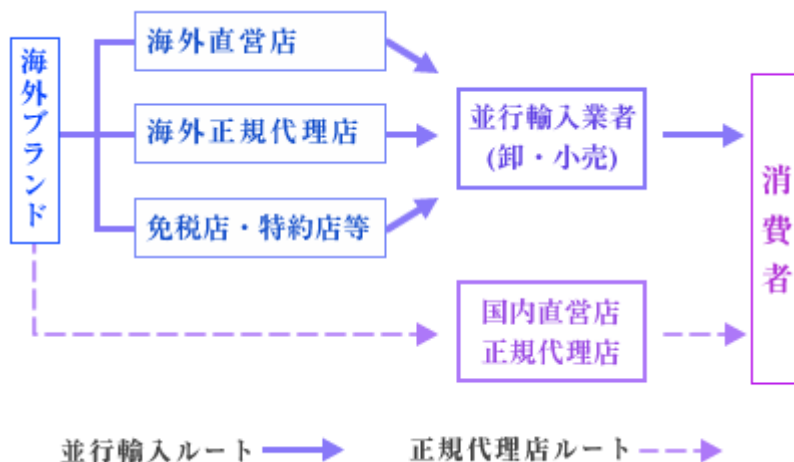 海外ブランド
海外直営店
海外正規代理店
免税店・特約店等
並行輸入業者
(卸・小売)
国内直営店
正規代理店
消費者
並行輸入ルート
正規代理店ルート